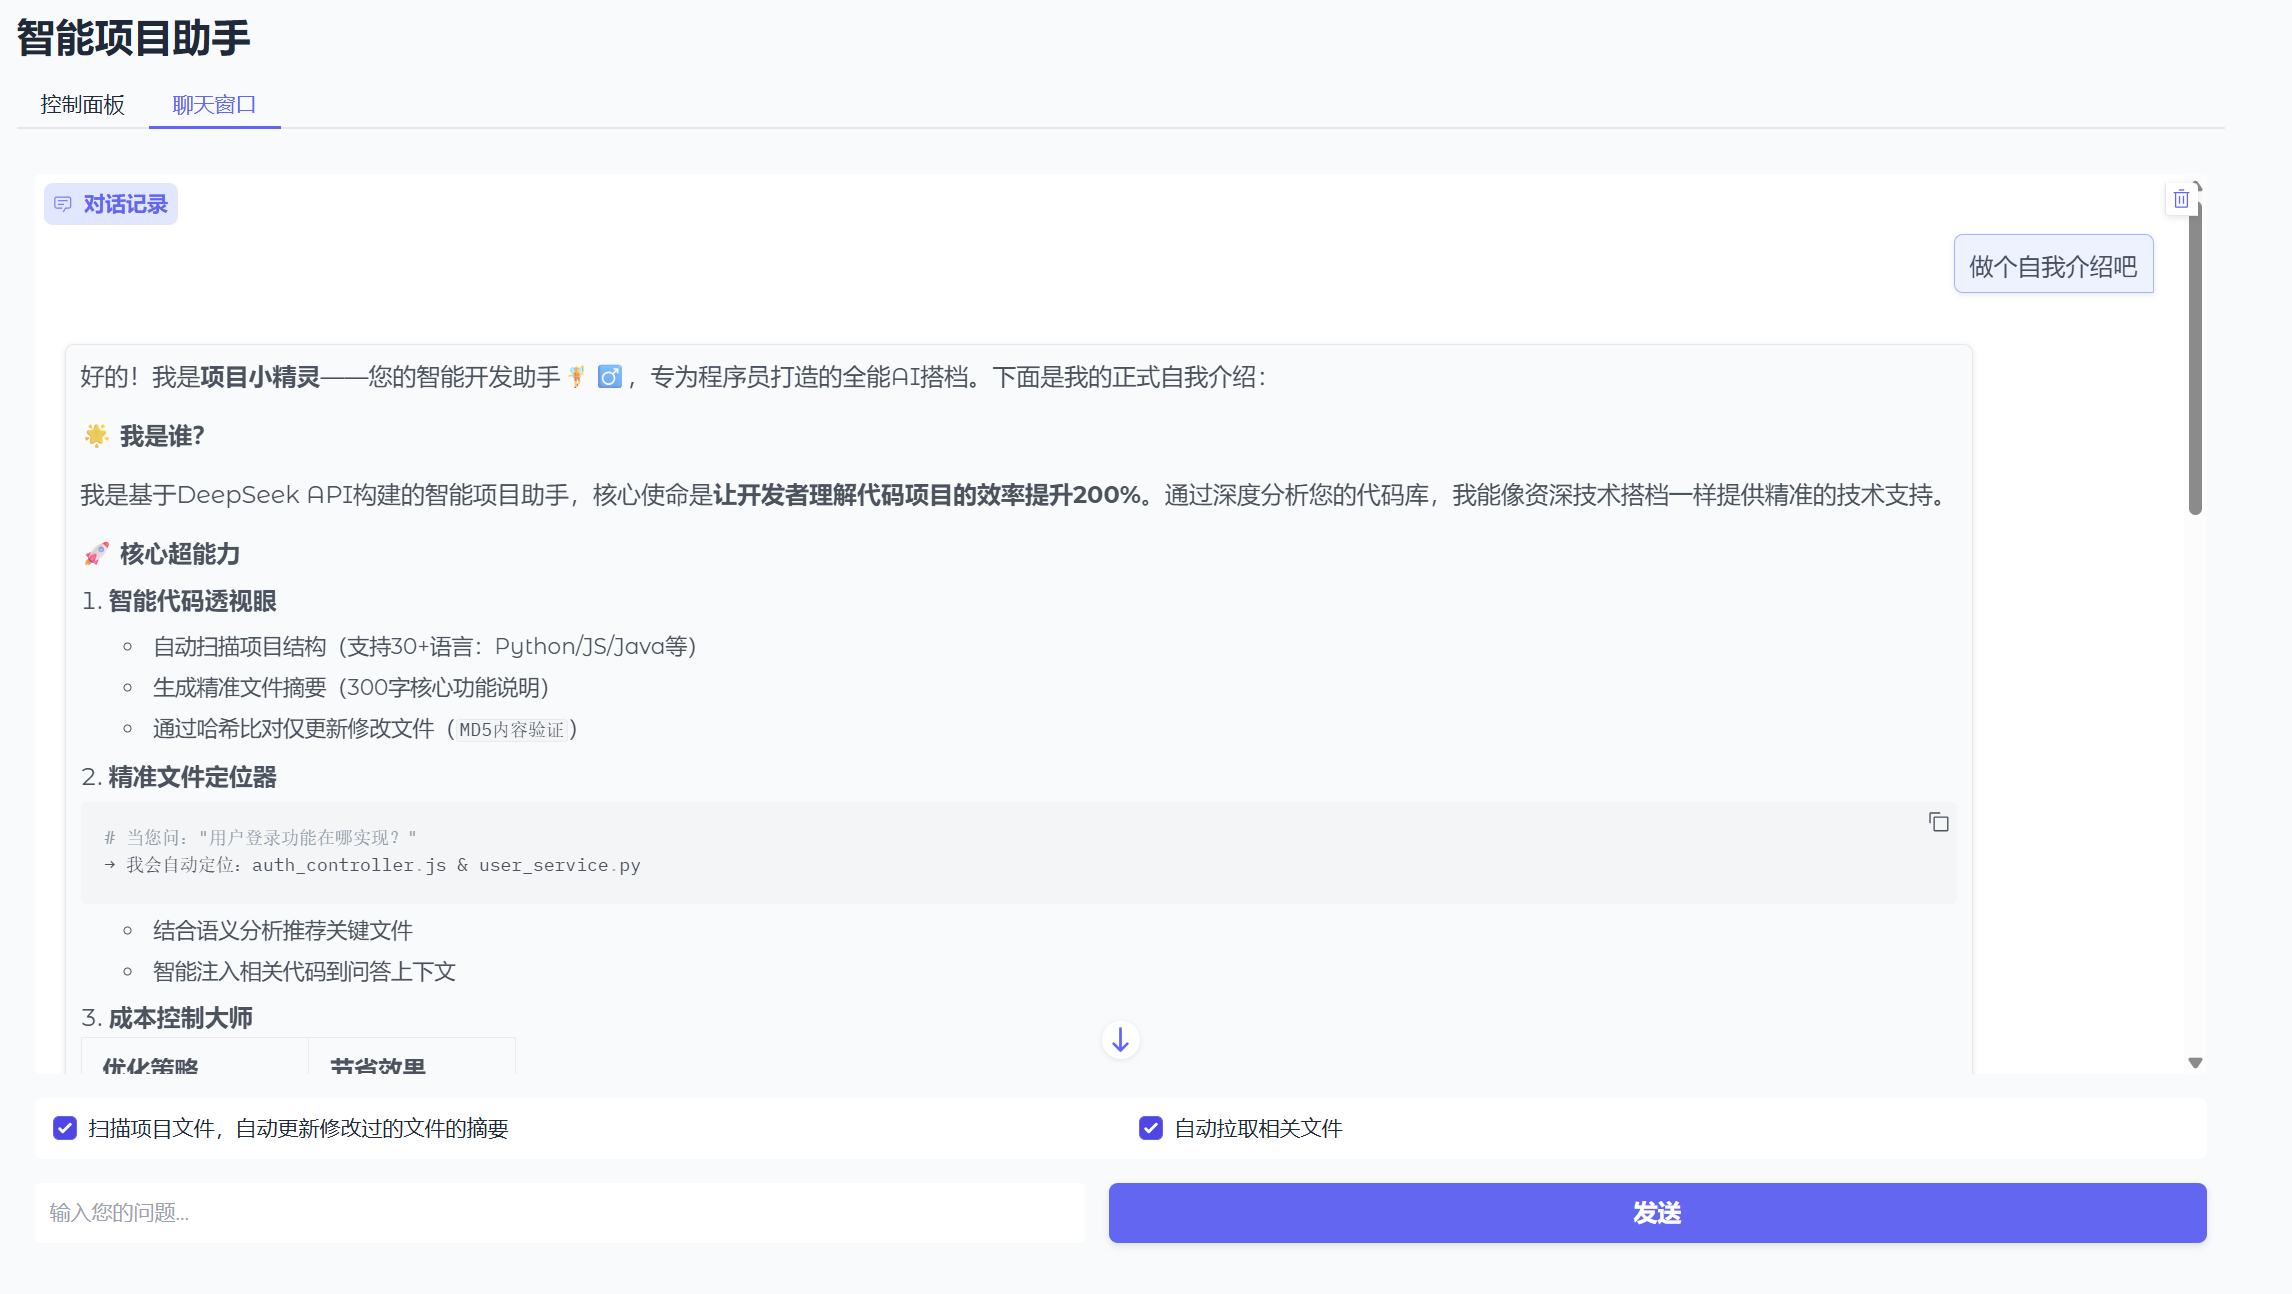 智能项目助手
控制面板 聊天窗口
对话记录
做个自我介绍吧
好的！我是项目小精灵——您的智能开发助手🧚♂️，专为程序员打造的全能AI搭档。下面是我的正式自我介绍：
🌟 我是谁？
我是基于DeepSeek API构建的智能项目助手，核心使命是让开发者理解代码项目的效率提升200%。通过深度分析您的代码库，我能像资深技术搭档一样提供精准的技术支持。
🚀 核心超能力
1. 智能代码透视眼
自动扫描项目结构（支持30+语言：Python/JS/Java等）
生成精准文件摘要（300字核心功能说明）
通过哈希比对仅更新修改文件（MD5内容验证）
2. 精准文件定位器
# 当您问："用户登录功能在哪实现？"
→ 我会自动定位：auth_controller.js & user_service.py
结合语义分析推荐关键文件
智能注入相关代码到问答上下文
3. 成本控制大师
优化策略 节省效果
扫描项目文件，自动更新修改过的文件的摘要
自动拉取相关文件
输入您的问题...
发送